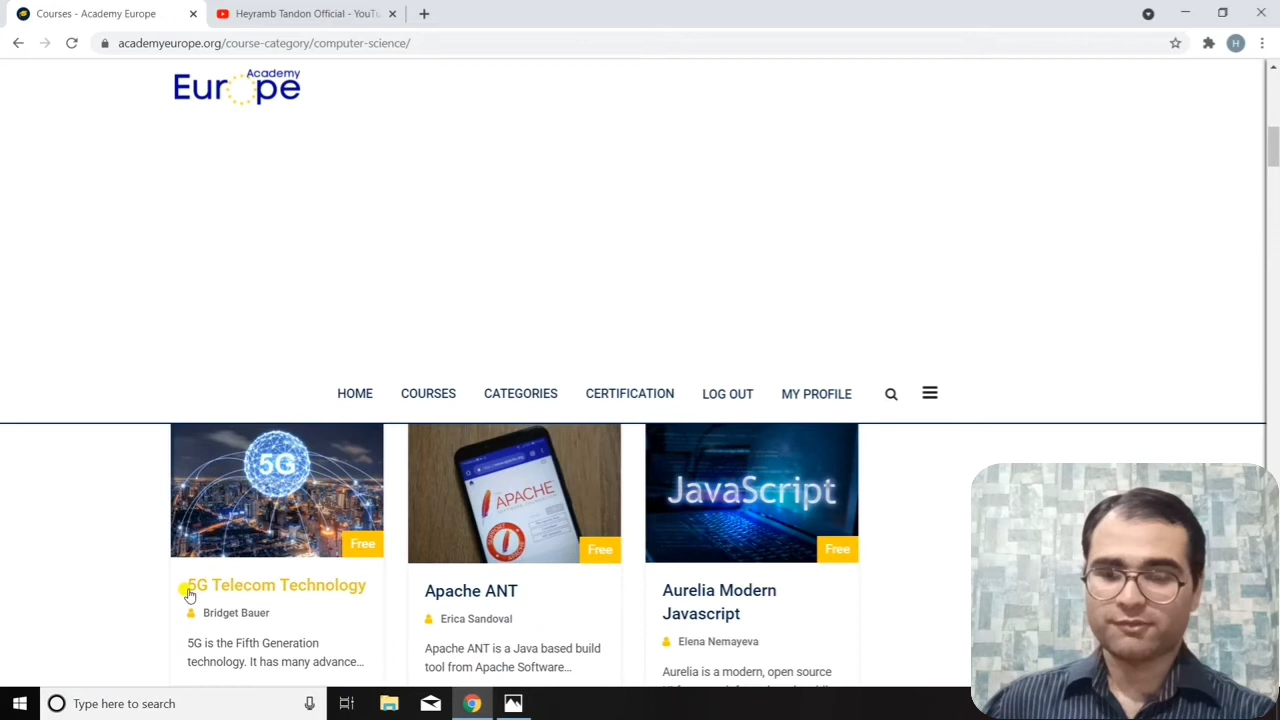 Courses - Academy Europe
Heyramb Tandon Official - YouTu
academyeurope.org/course-category/computer-science/
H
Academy
Europe
HOME
COURSES
CATEGORIES
CERTIFICATION
LOG OUT
MY PROFILE
5G
Free
APACHE
Free
JavaScript
Free
5G Telecom Technology
Bridget Bauer
5G is the Fifth Generation
technology. It has many advance...
Apache ANT
Erica Sandoval
Apache ANT is a Java based build
tool from Apache Software...
Aurelia Modern
Javascript
Elena Nemayeva
Aurelia is a modern, open source
Type here to search